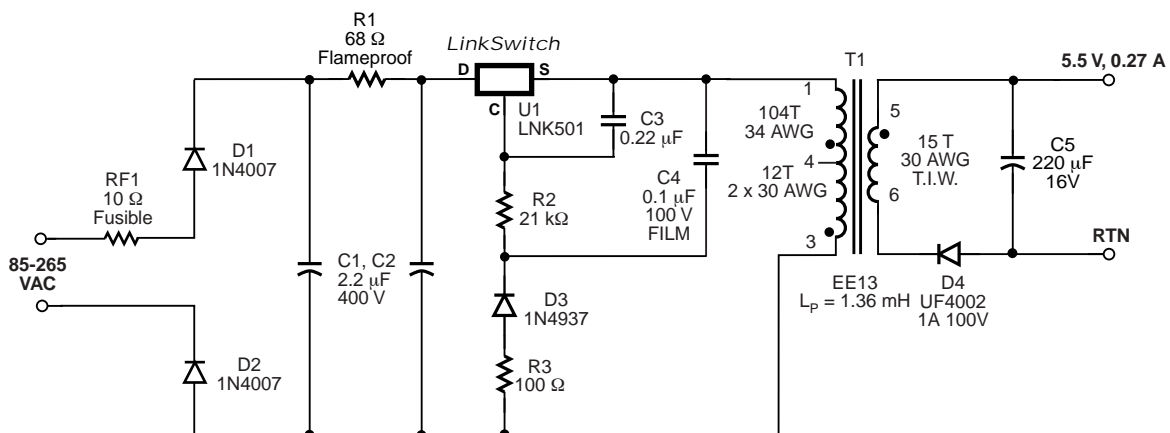 R1
68 Ω
Flameproof
LinkSwitch
D
S
C
U1
LNK501
C3
0.22 µF
T1
5.5 V, 0.27 A
1
104T
34 AWG
4
12T
2 x 30 AWG
3
5
15 T
30 AWG
T.I.W.
6
C5
220 µF
16V
D1
1N4007
RF1
10 Ω
Fusible
R2
21 kΩ
C4
0.1 µF
100 V
FILM
85-265
VAC
C1, C2
2.2 µF
400 V
D3
1N4937
RTN
EE13
LP = 1.36 mH
D4
UF4002
1A 100V
D2
1N4007
R3
100 Ω